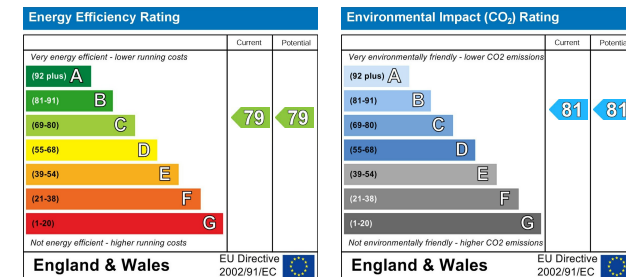 Energy Efficiency Rating
Current Potential
Very energy efficient - lower running costs
(92 plus) A
(81-91) B
(69-80) C
79 79
(55-68) D
(39-54) E
(21-38) F
(1-20) G
Not energy efficient - higher running costs
England & Wales
EU Directive
2002/91/EC
Environmental Impact (CO₂) Rating
Current Potential
Very environmentally friendly - lower CO2 emissions
(92 plus) A
(81-91) B
81 81
(69-80) C
(55-68) D
(39-54) E
(21-38) F
(1-20) G
Not environmentally friendly - higher CO2 emissions
England & Wales
EU Directive
2002/91/EC